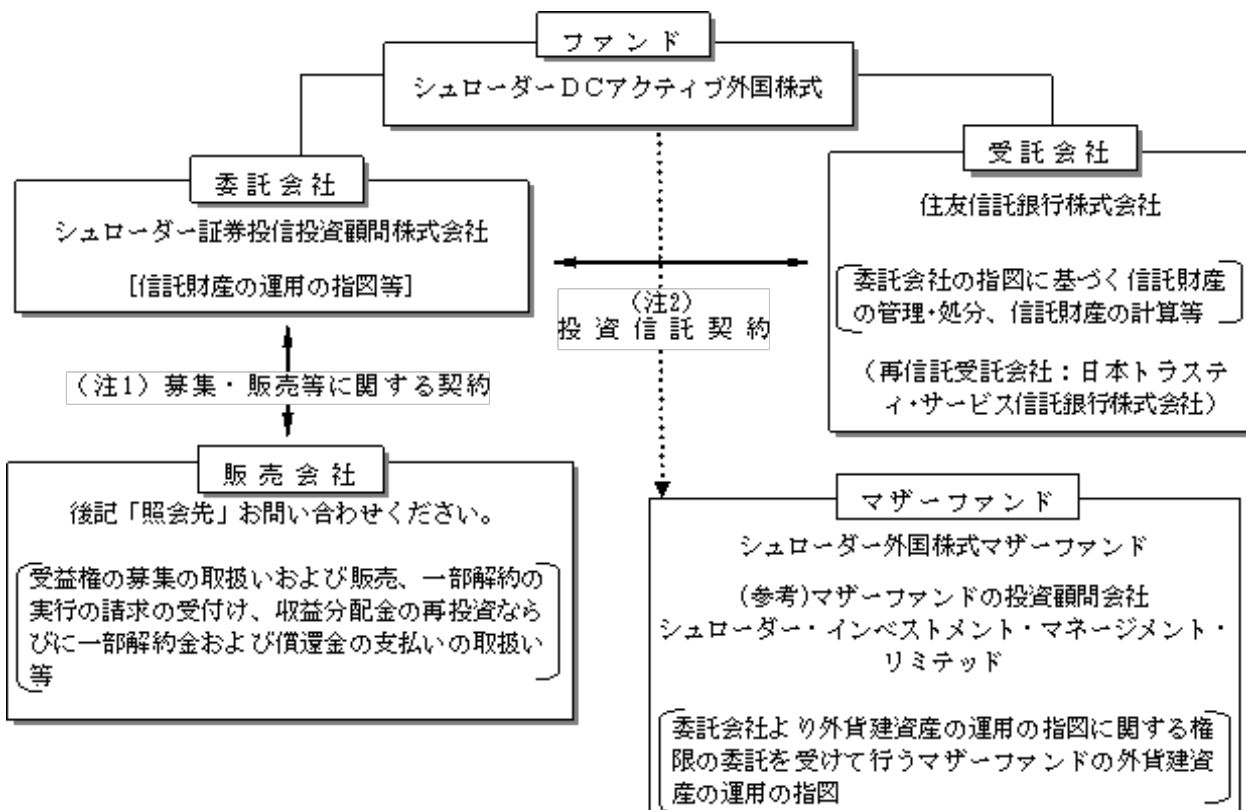 ファンド
シュローダーDCアクティブ外国株式
委託会社
シュローダー証券投信投資顧問株式会社
[信託財産の運用の指図等]
受託会社
住友信託銀行株式会社
委託会社の指図に基づく信託財産
の管理・処分、信託財産の計算等
(再信託受託会社:日本トラステ
ィ・サービス信託銀行株式会社)
(注2)
投資信託契約
(注1)募集・販売等に関する契約
販売会社
後記「照会先」お問い合わせください。
受益権の募集の取扱いおよび販売、一部解約の
実行の請求の受付け、収益分配金の再投資なら
びに一部解約金および償還金の支払いの取扱い
等
マザーファンド
シュローダー外国株式マザーファンド
(参考)マザーファンドの投資顧問会社
シュローダー・インベストメント・マネージメント・
リミテッド
委託会社より外貨建資産の運用の指図に関する権
限の委託を受けて行うマザーファンドの外貨建資
産の運用の指図